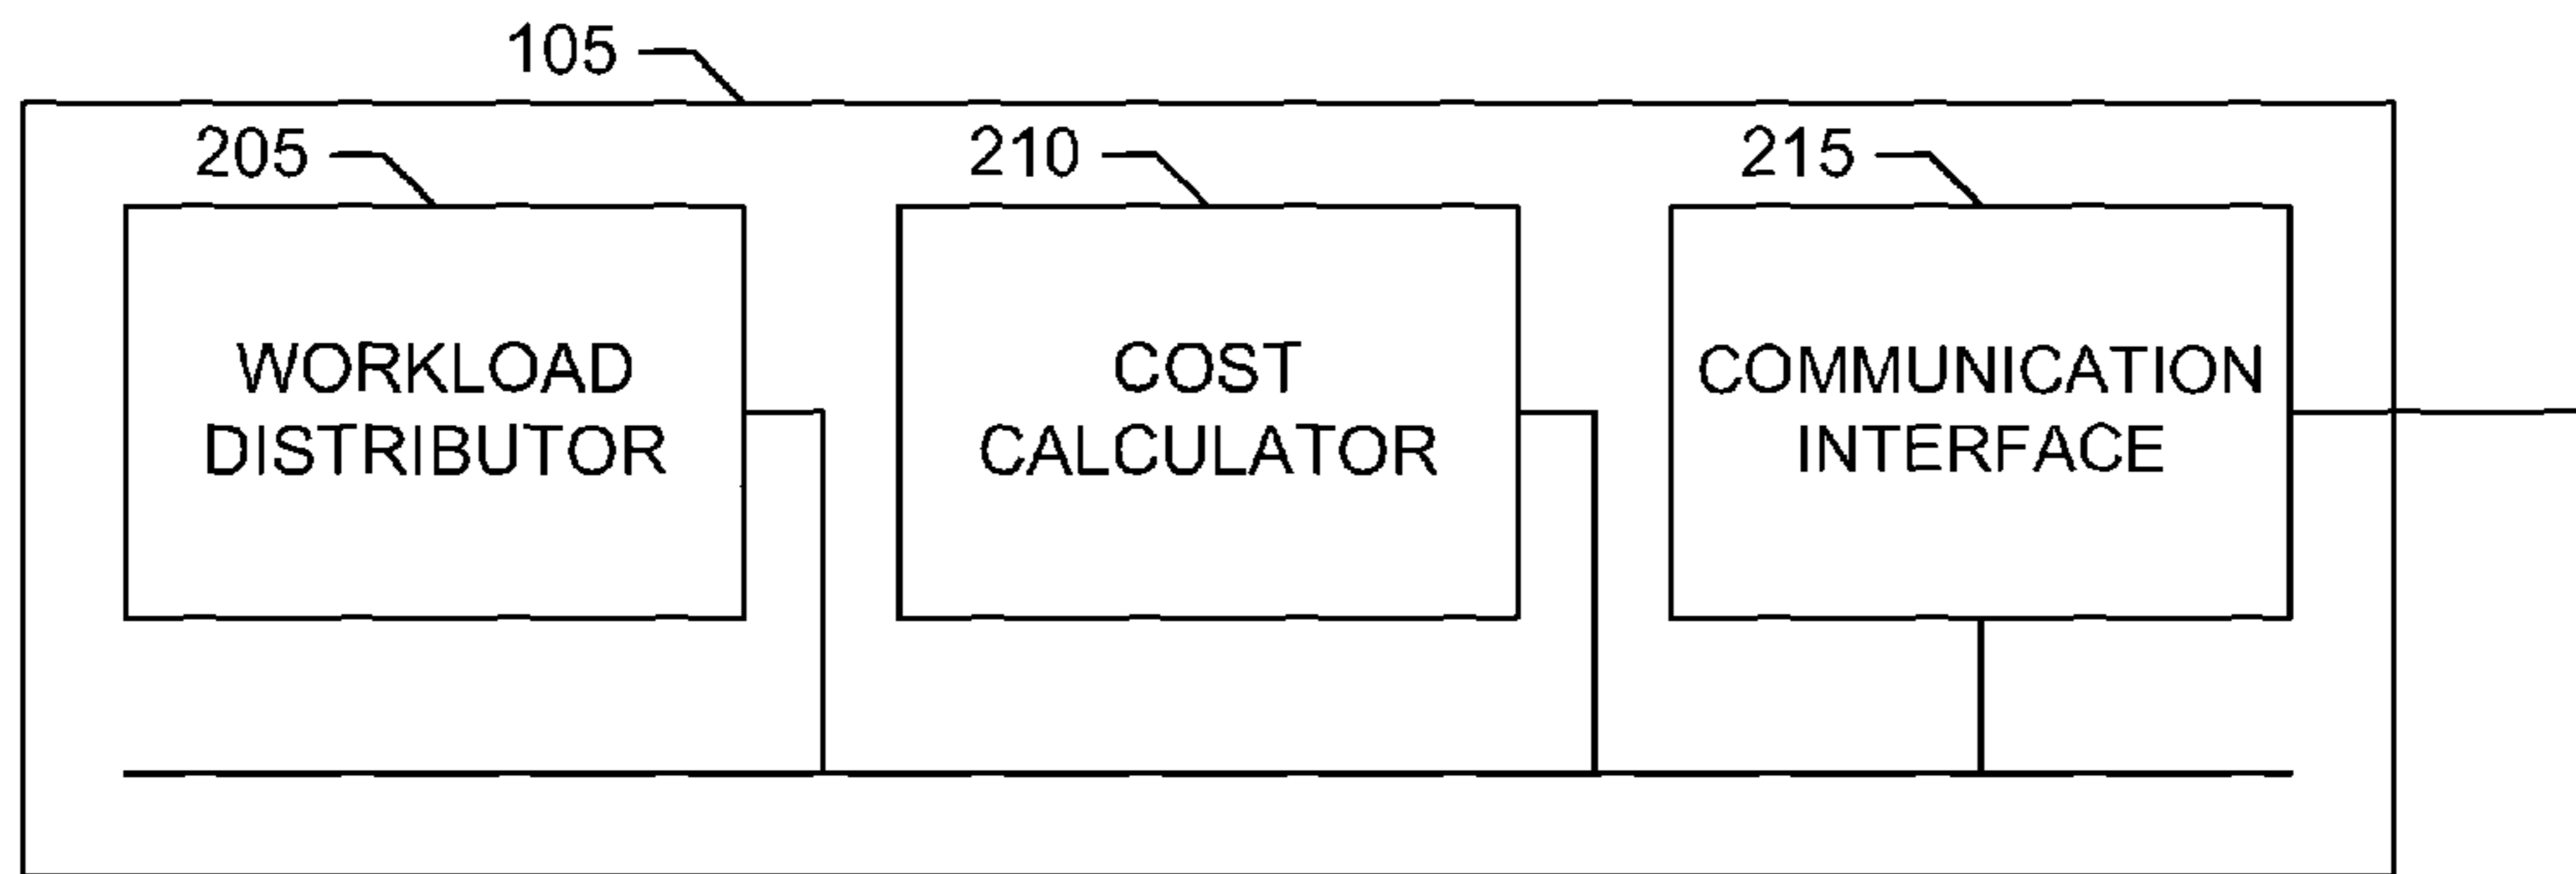 105
205
210
215
WORKLOAD
DISTRIBUTOR
COST
CALCULATOR
COMMUNICATION
INTERFACE